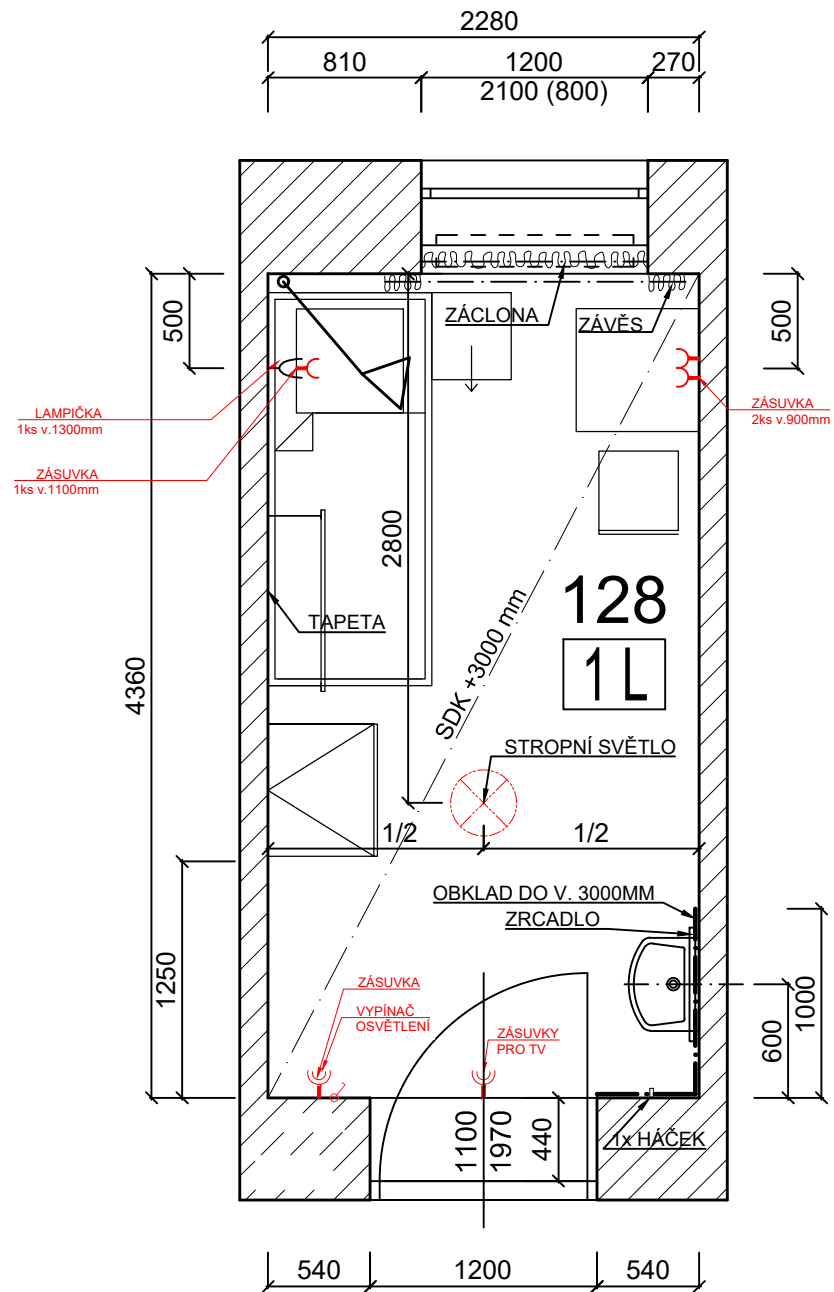 2280
810
1200
270
2100 (800)
500
ZÁCLONA
ZÁVĚS
500
LAMPIČKA
1ks v.1300mm
ZÁSUVKA
2ks v.900mm
ZÁSUVKA
1ks v.1100mm
2800
128
1L
TAPETA
SDK +3000 mm
4360
STROPNÍ SVĚTLO
1/2
1/2
OBKLAD DO V. 3000MM
ZRCADLO
1250
1000
600
ZÁSUVKA
VYPÍNAČ
OSVĚTLENÍ
ZÁSUVKY
PRO TV
1100
1970
440
1x HÁČEK
540
1200
540